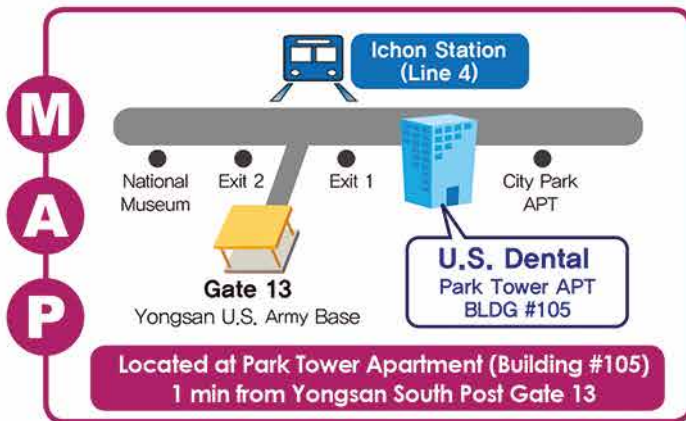 M
A
P
Ichon Station
(Line 4)
National
Museum
Exit 2
Exit 1
City Park
APT
Gate 13
Yongsan U.S. Army Base
U.S. Dental
Park Tower APT
BLDG #105
Located at Park Tower Apartment (Building #105)
1 min from Yongsan South Post Gate 13